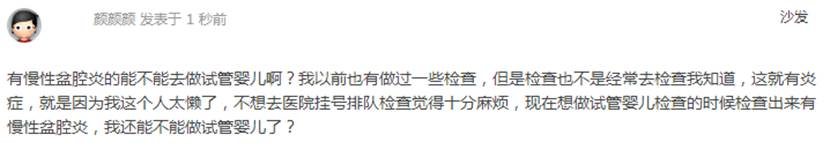 颜颜颜 发表于 1 秒前
沙发
有慢性盆腔炎的能不能去做试管婴儿啊？我以前也有做过一些检查，但是检查也不是经常去检查我知道，这就有炎
症，就是因为我这个人太懒了，不想去医院挂号排队检查觉得十分麻烦，现在想做试管婴儿检查的时候检查出来有
慢性盆腔炎，我还能不能做试管婴儿了？